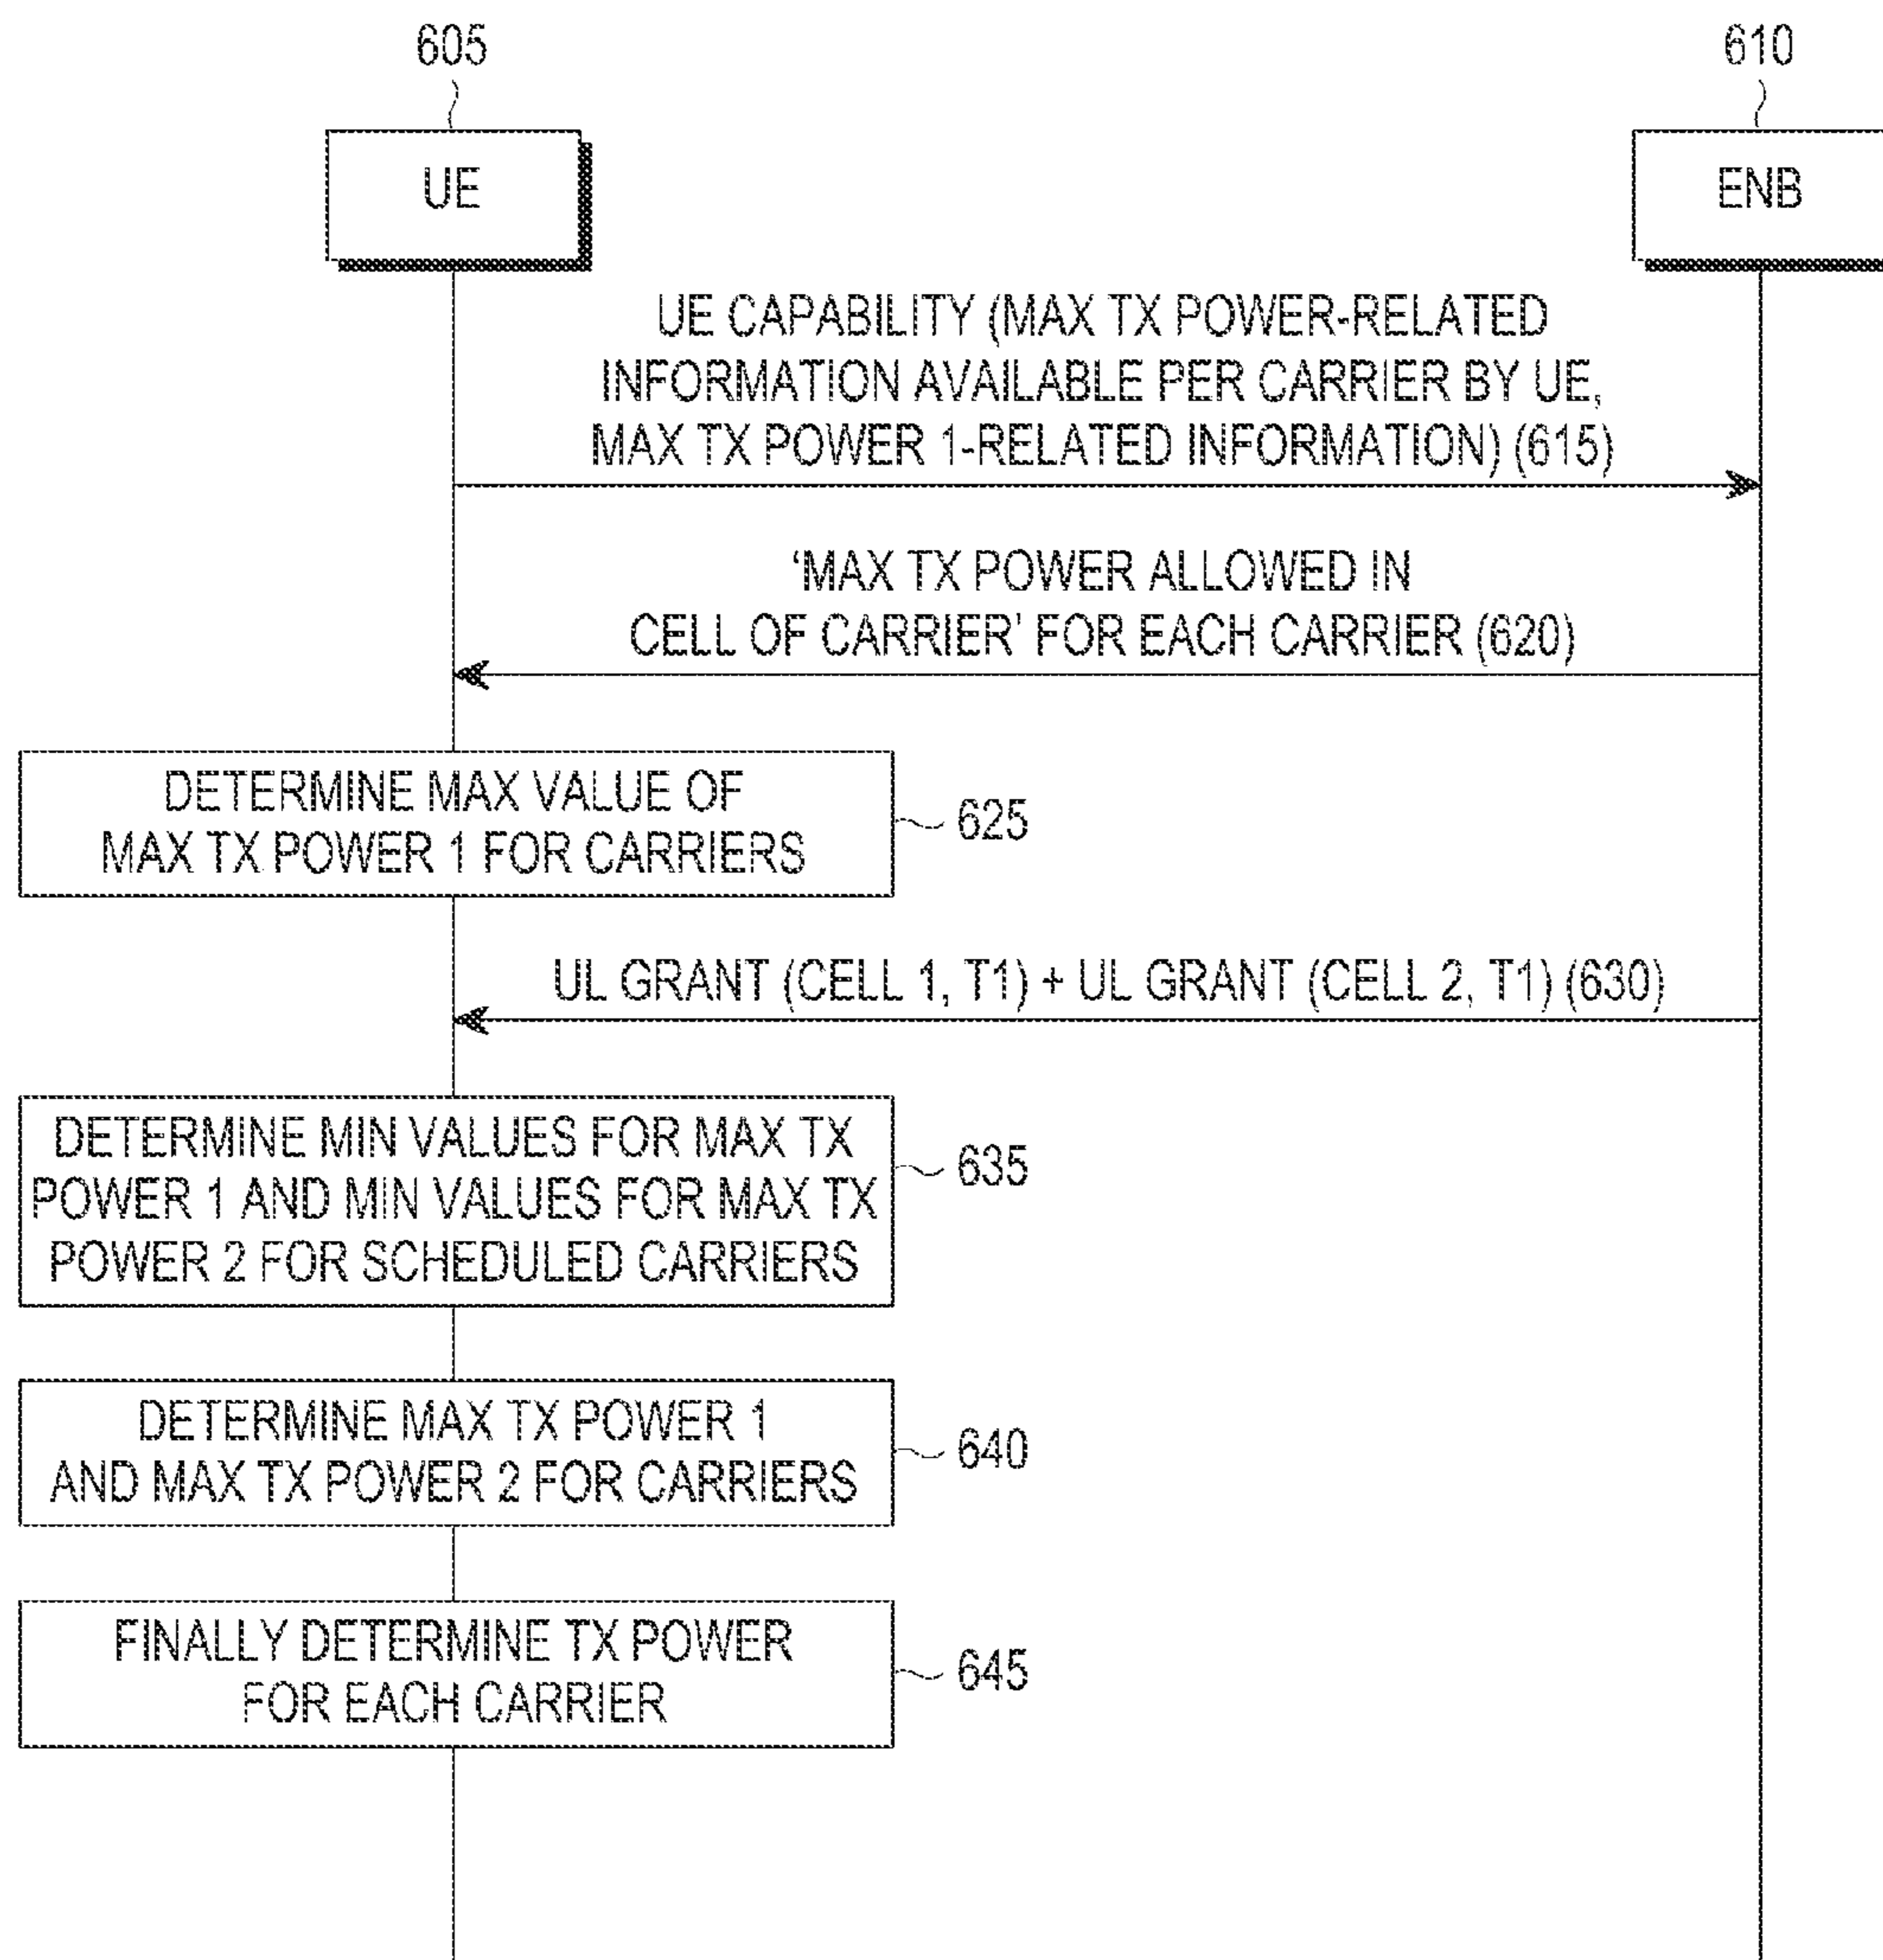 605
610
UE
ENB
UE CAPABILITY (MAX TX POWER-RELATED
INFORMATION AVAILABLE PER CARRIER BY UE,
MAX TX POWER 1-RELATED INFORMATION) (615)
‘MAX TX POWER ALLOWED IN
CELL OF CARRIER’ FOR EACH CARRIER (620)
DETERMINE MAX VALUE OF
MAX TX POWER 1 FOR CARRIERS
625
UL GRANT (CELL 1, T1) + UL GRANT (CELL 2, T1) (630)
DETERMINE MIN VALUES FOR MAX TX
POWER 1 AND MIN VALUES FOR MAX TX
POWER 2 FOR SCHEDULED CARRIERS
635
DETERMINE MAX TX POWER 1
AND MAX TX POWER 2 FOR CARRIERS
640
FINALLY DETERMINE TX POWER
FOR EACH CARRIER
645